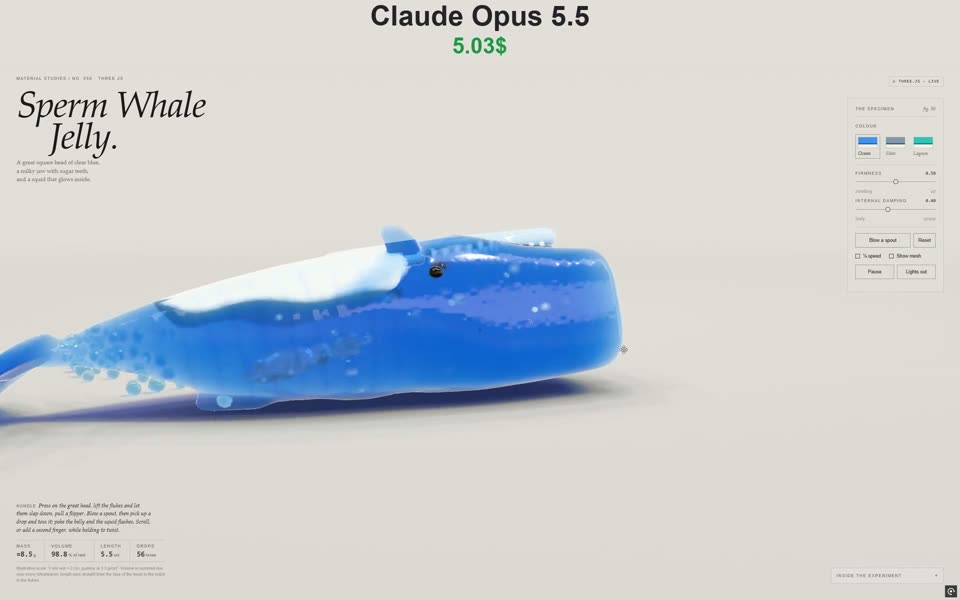 Claude Opus 5.5
5.03$
MATERIAL STUDIES / NO. · THREE.JS
THREE.JS - LIVE
Sperm Whale
Jelly.
A great square head of clear blue,
a milky jaw with sugar teeth,
and a squid that glows inside.
THE SPECIMEN
COLOUR
Lagoon
FIRMNESS 0.50
INTERNAL DAMPING 0.40
Blow a spout Reset
¼ speed Show mesh
Pause Lights out
HANDLE Press on the great head, lift the flukes and let
them slap down, pull a flipper. Blow a spout, then pick up a
drop and toss it; poke the belly and the squid flashes. Scroll,
or add a second finger, while holding to twist.
MASS VOLUME LENGTH DROPS
≈8.5 g 98.8 5.5 56
INSIDE THE EXPERIMENT +